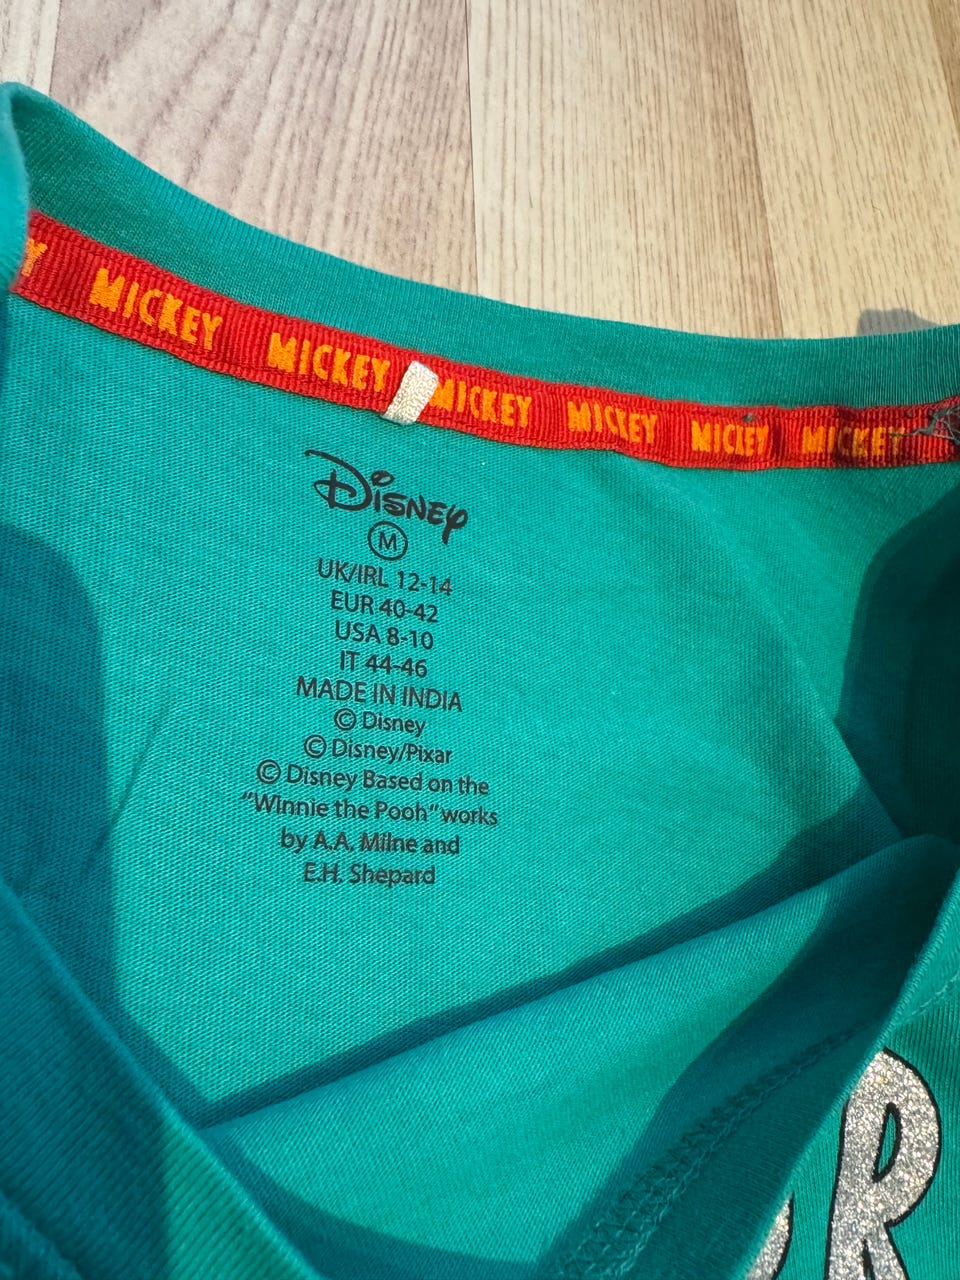 MICKEY MICKEY MICKEY MICKEY MICKEY MICKEY
Disney
M
UK/IRL 12-14
EUR 40-42
USA 8-10
IT 44-46
MADE IN INDIA
© Disney
© Disney/Pixar
© Disney Based on the
“Winnie the Pooh” works
by A.A. Milne and
E.H. Shepard
R